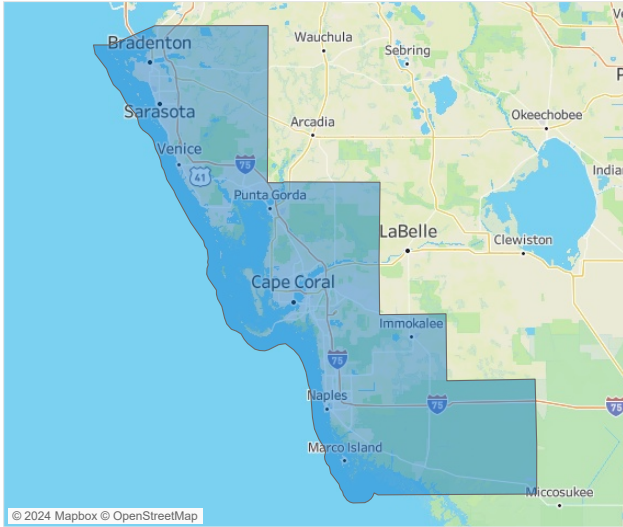 Ve
Bradenton
Wauchula
Sebring
P
Sarasota
Okeechobee
Arcadia
Venice
75
Indian
41
Punta Gorda
LaBelle
Clewiston
Cape Coral
Immokalee
75
Naples
75
75
Marco Island
Miccosukee
© 2024 Mapbox © OpenStreetMap